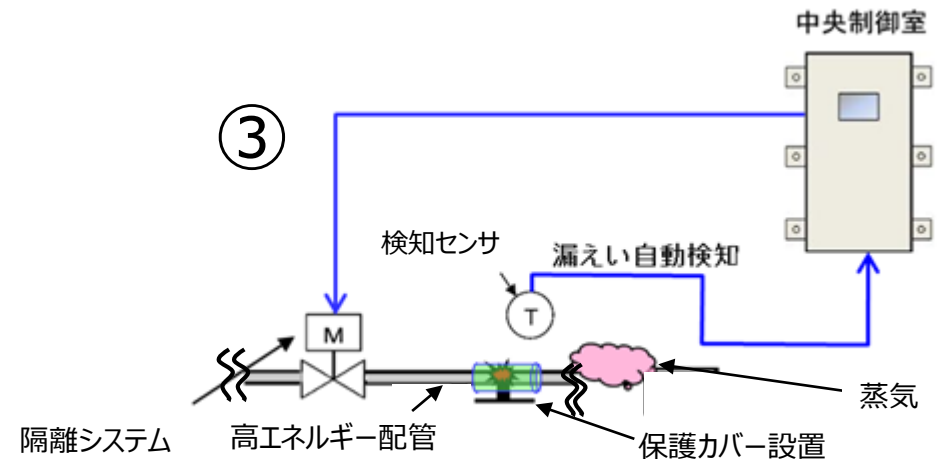 中央制御室
③
検知センサ
漏えい自動検知
T
M
蒸気
隔離システム
高エネルギー配管
保護カバー設置